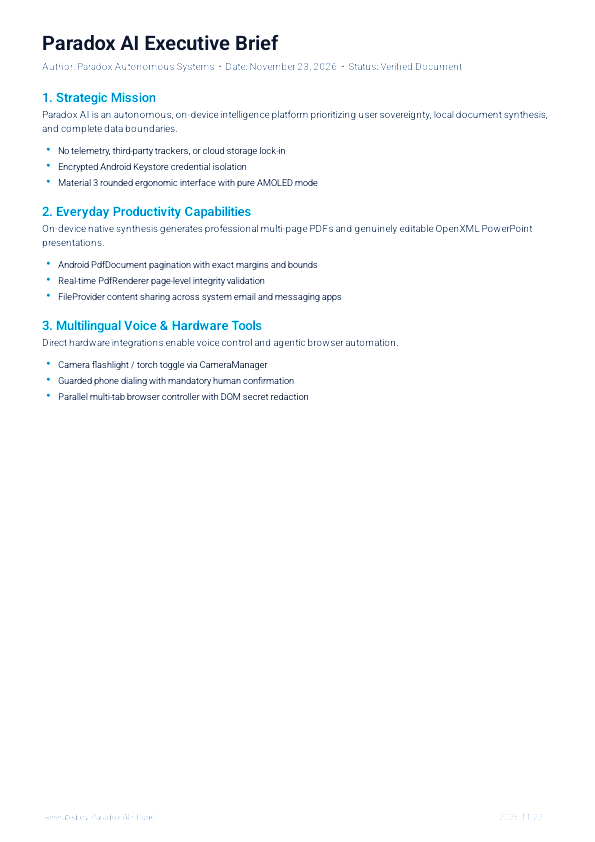 Paradox AI Executive Brief
Author: Paradox Autonomous Systems • Date: November 23, 2026 • Status: Verified Document
1. Strategic Mission
Paradox AI is an autonomous, on-device intelligence platform prioritizing user sovereignty, local document synthesis,
and complete data boundaries.
• No telemetry, third-party trackers, or cloud storage lock-in
• Encrypted Android Keystore credential isolation
• Material 3 rounded ergonomic interface with pure AMOLED mode
2. Everyday Productivity Capabilities
On-device native synthesis generates professional multi-page PDFs and genuinely editable OpenXML PowerPoint
presentations.
• Android PdfDocument pagination with exact margins and bounds
• Real-time PdfRenderer page-level integrity validation
• FileProvider content sharing across system email and messaging apps
3. Multilingual Voice & Hardware Tools
Direct hardware integrations enable voice control and agentic browser automation.
• Camera flashlight / torch toggle via CameraManager
• Guarded phone dialing with mandatory human confirmation
• Parallel multi-tab browser controller with DOM secret redaction
Generated by Paradox AI